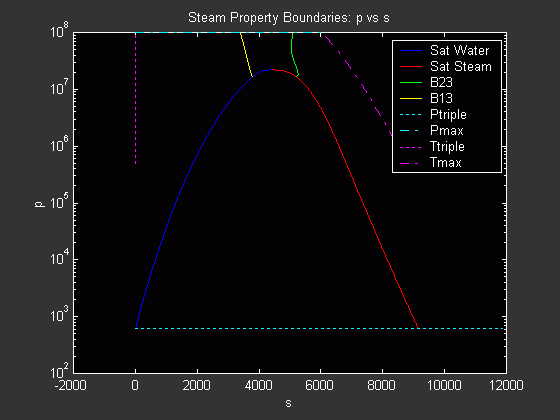 Steam Property Boundaries: p vs s
10^8
10^7
10^6
10^5
10^4
10^3
10^2
p
Sat Water
Sat Steam
B23
B13
Ptriple
Pmax
Ttriple
Tmax
-2000 0 2000 4000 6000 8000 10000 12000
s